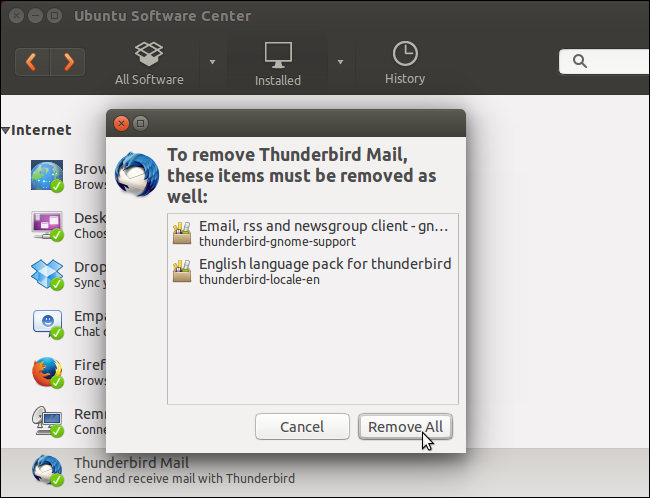 Ubuntu Software Center
All Software
Installed
History
Internet
To remove Thunderbird Mail,
these items must be removed as
well:
Email, rss and newsgroup client - gn...
thunderbird-gnome-support
English language pack for thunderbird
thunderbird-locale-en
Cancel
Remove All
Brow
Brows
Desk
Choos
Drop
Sync y
Empa
Chat o
Firef
Brows
Remm
Conne
Thunderbird Mail
Send and receive mail with Thunderbird